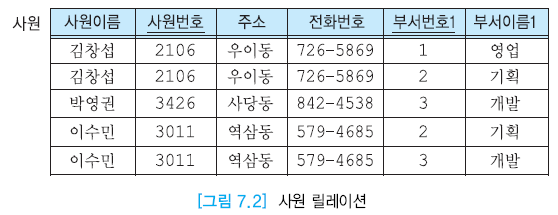 사원
사원이름 사원번호 주소 전화번호 부서번호1 부서이름1
김창섭 2106 우이동 726-5869 1 영업
김창섭 2106 우이동 726-5869 2 기획
박영권 3426 사당동 842-4538 3 개발
이수민 3011 역삼동 579-4685 2 기획
이수민 3011 역삼동 579-4685 3 개발
[그림 7.2] 사원 릴레이션